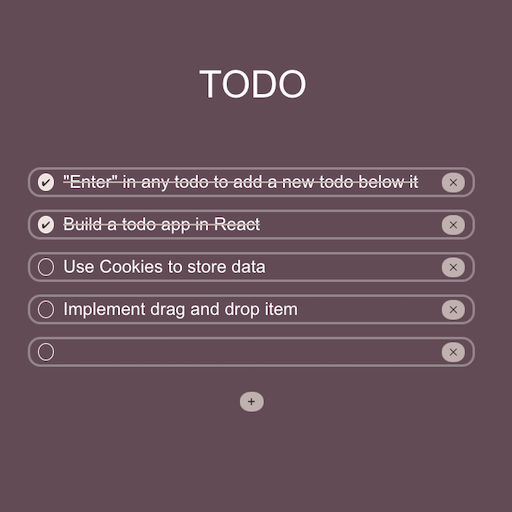 TODO
"Enter" in any todo to add a new todo below it
Build a todo app in React
Use Cookies to store data
Implement drag and drop item